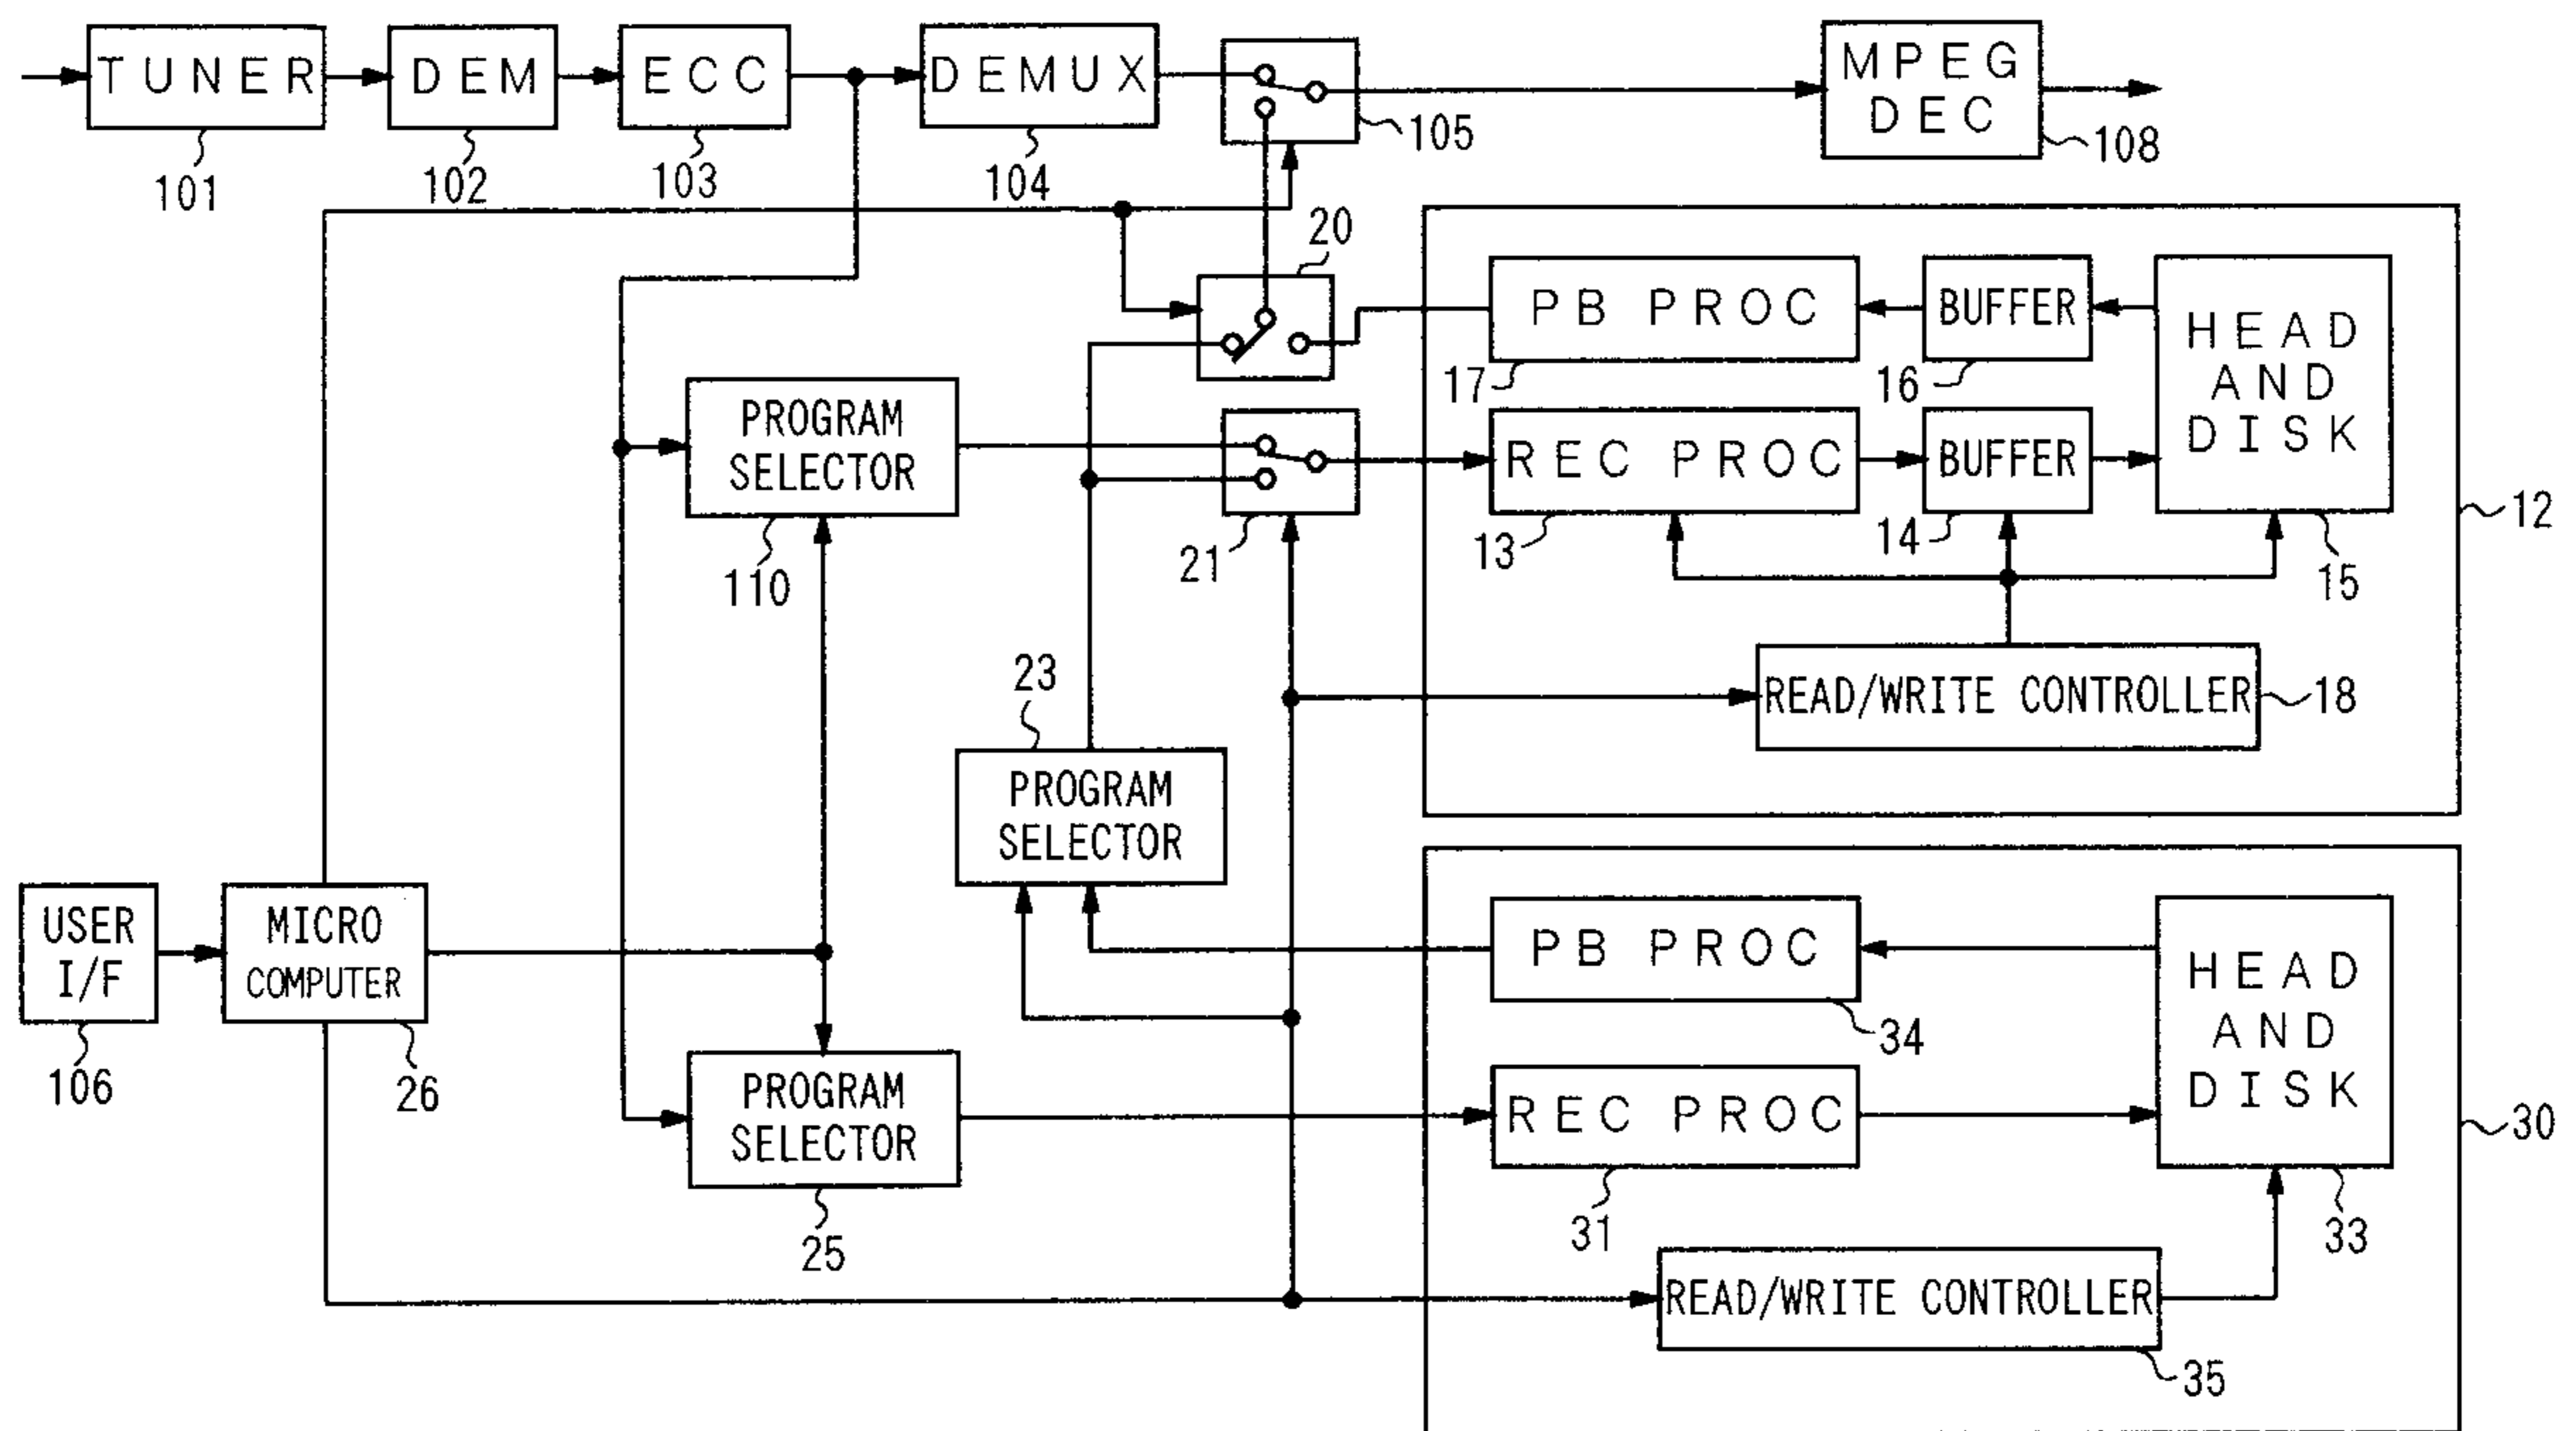 TUNER
DEM
ECC
DEMUX
MPEG
DEC
101
102
103
104
105
108
20
PB PROC
BUFFER
HEAD
AND
DISK
17
16
PROGRAM
SELECTOR
REC PROC
BUFFER
12
110
21
13
14
15
23
READ/WRITE CONTROLLER
18
PROGRAM
SELECTOR
USER
I/F
MICRO
COMPUTER
PB PROC
HEAD
AND
DISK
34
106
26
PROGRAM
SELECTOR
REC PROC
30
25
31
33
READ/WRITE CONTROLLER
35